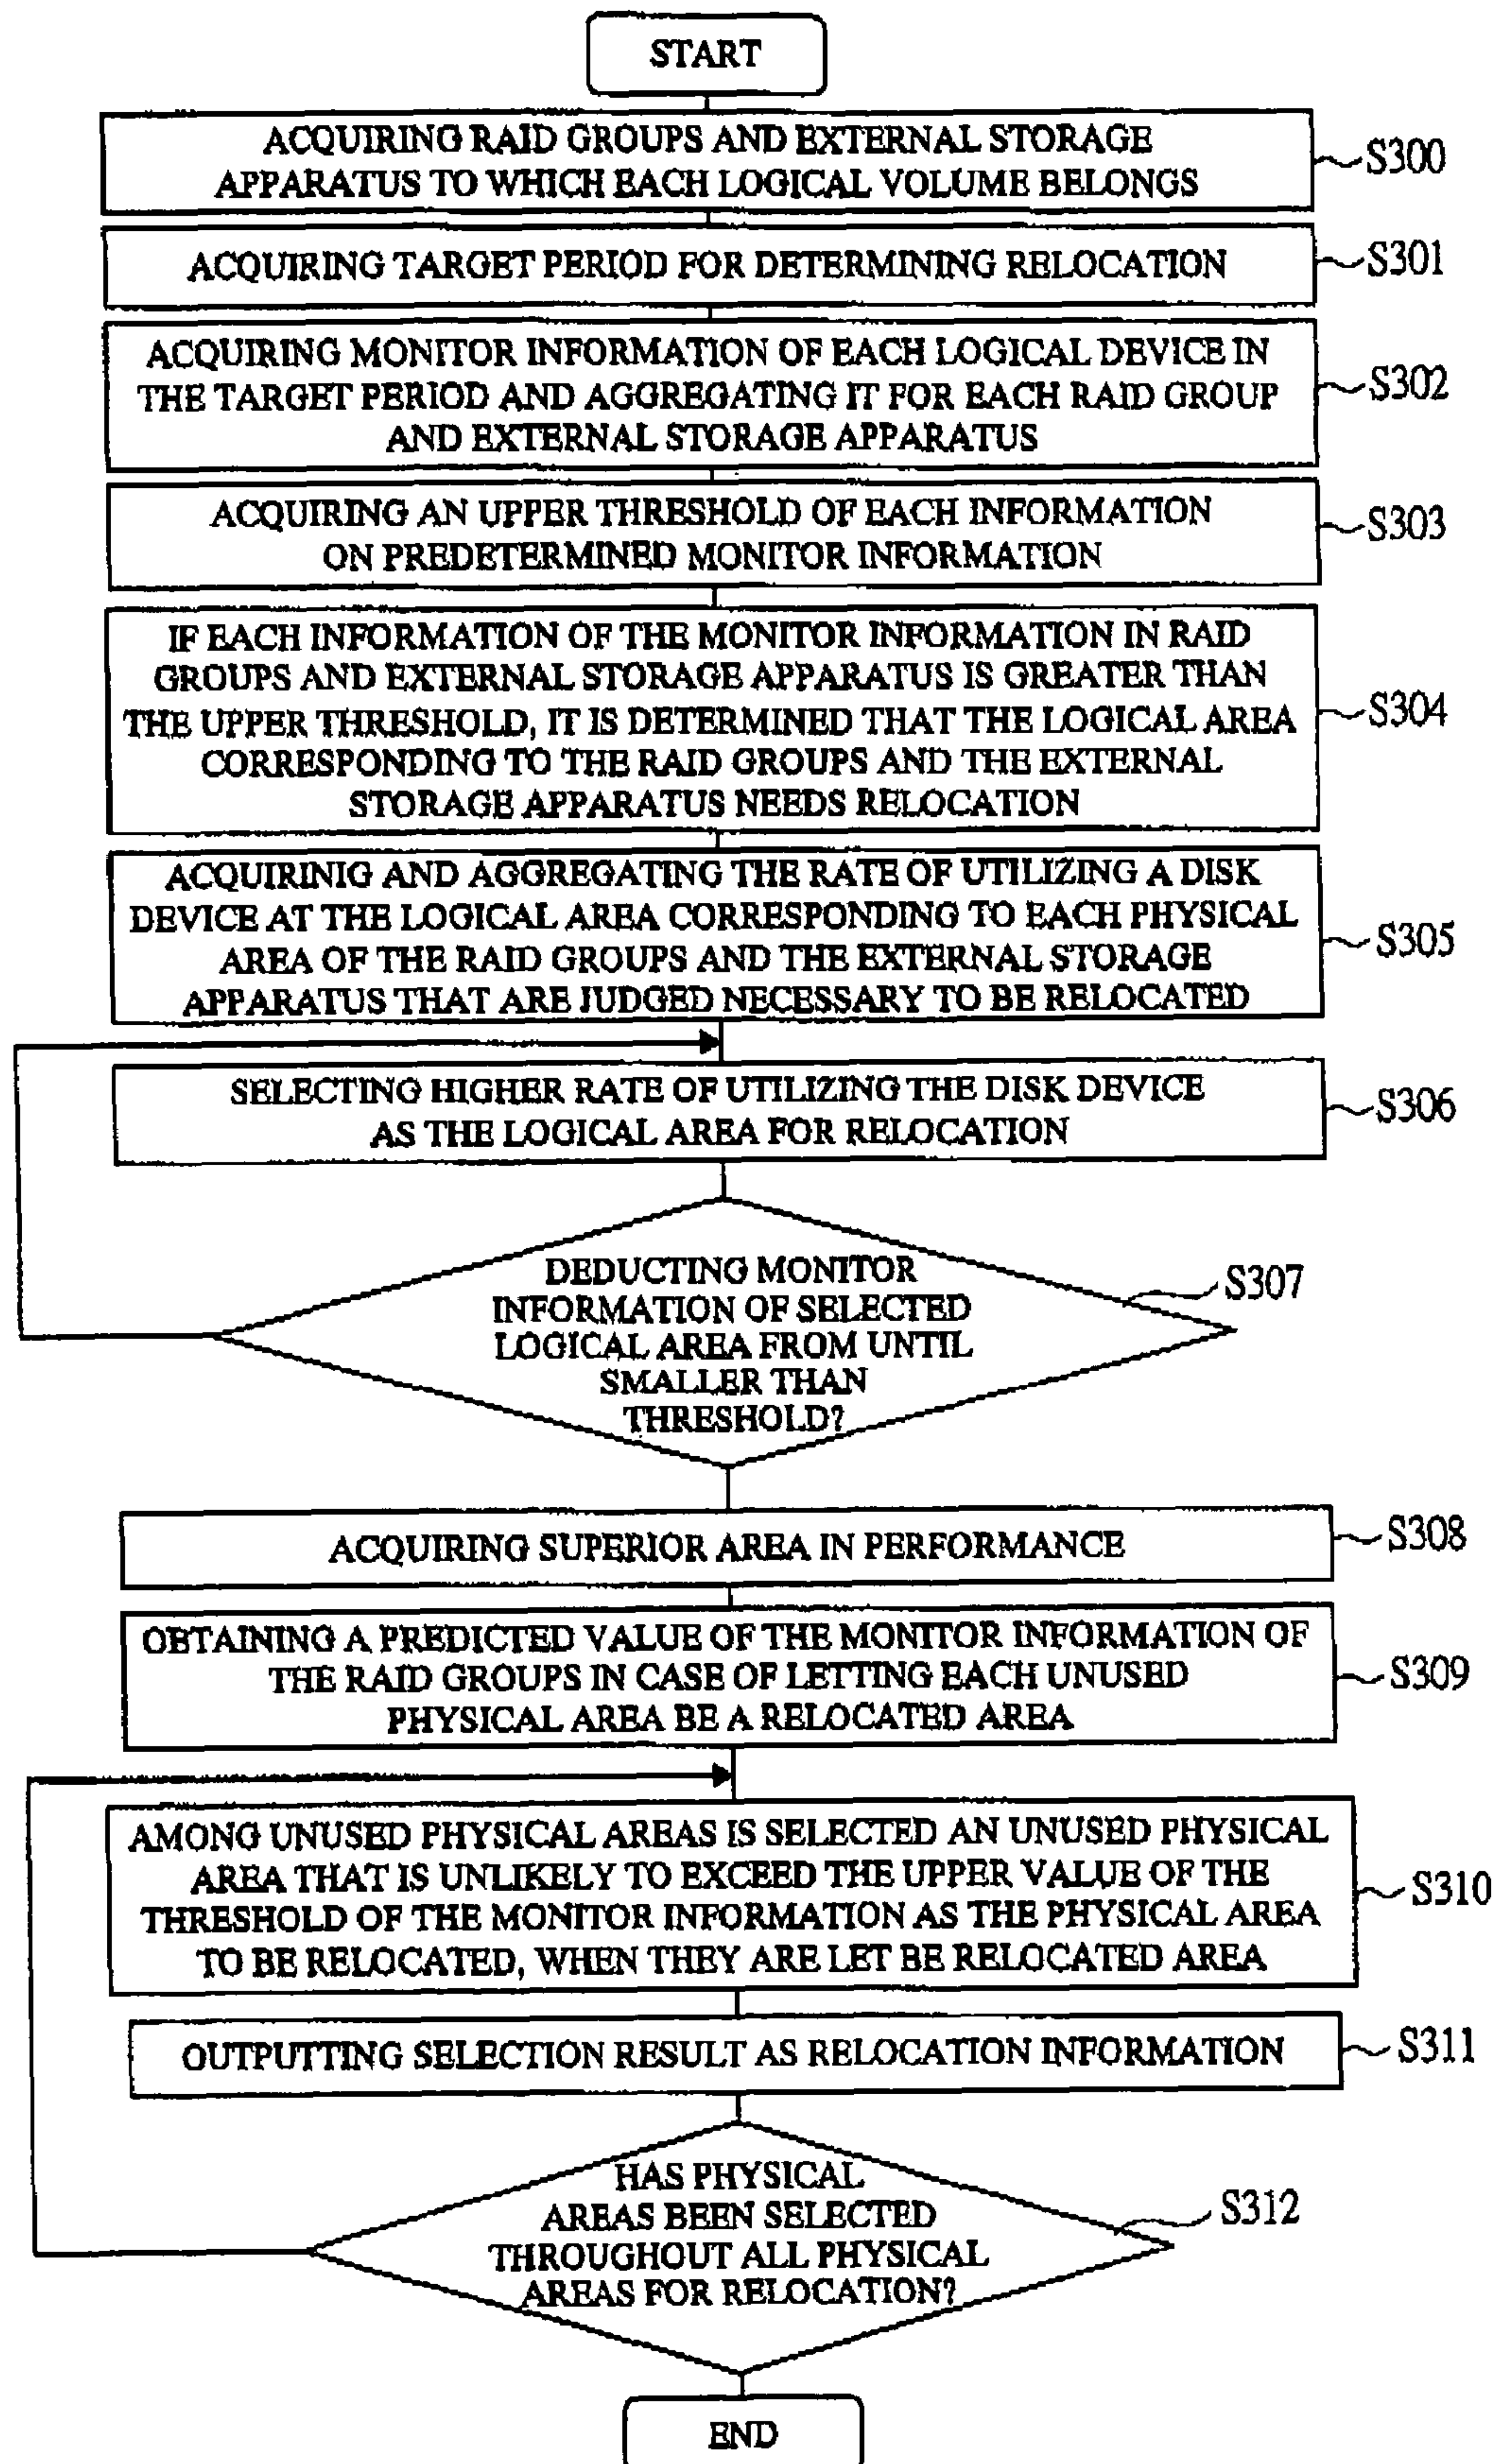 START
ACQUIRING RAID GROUPS AND EXTERNAL STORAGE
APPARATUS TO WHICH EACH LOGICAL VOLUME BELONGS
S300
ACQUIRING TARGET PERIOD FOR DETERMINING RELOCATION
S301
ACQUIRING MONITOR INFORMATION OF EACH LOGICAL DEVICE IN
THE TARGET PERIOD AND AGGREGATING IT FOR EACH RAID GROUP
AND EXTERNAL STORAGE APPARATUS
S302
ACQUIRING AN UPPER THRESHOLD OF EACH INFORMATION
ON PREDETERMINED MONITOR INFORMATION
S303
IF EACH INFORMATION OF THE MONITOR INFORMATION IN RAID
GROUPS AND EXTERNAL STORAGE APPARATUS IS GREATER THAN
THE UPPER THRESHOLD, IT IS DETERMINED THAT THE LOGICAL AREA
CORRESPONDING TO THE RAID GROUPS AND THE EXTERNAL
STORAGE APPARATUS NEEDS RELOCATION
S304
ACQUIRINIG AND AGGREGATING THE RATE OF UTILIZING A DISK
DEVICE AT THE LOGICAL AREA CORRESPONDING TO EACH PHYSICAL
AREA OF THE RAID GROUPS AND THE EXTERNAL STORAGE
APPARATUS THAT ARE JUDGED NECESSARY TO BE RELOCATED
S305
SELECTING HIGHER RATE OF UTILIZING THE DISK DEVICE
AS THE LOGICAL AREA FOR RELOCATION
S306
DEDUCTING MONITOR
INFORMATION OF SELECTED
LOGICAL AREA FROM UNTIL
SMALLER THAN
THRESHOLD?
S307
ACQUIRING SUPERIOR AREA IN PERFORMANCE
S308
OBTAINING A PREDICTED VALUE OF THE MONITOR INFORMATION OF
THE RAID GROUPS IN CASE OF LETTING EACH UNUSED
PHYSICAL AREA BE A RELOCATED AREA
S309
AMONG UNUSED PHYSICAL AREAS IS SELECTED AN UNUSED PHYSICAL
AREA THAT IS UNLIKELY TO EXCEED THE UPPER VALUE OF THE
THRESHOLD OF THE MONITOR INFORMATION AS THE PHYSICAL AREA
TO BE RELOCATED, WHEN THEY ARE LET BE RELOCATED AREA
S310
OUTPUTTING SELECTION RESULT AS RELOCATION INFORMATION
S311
HAS PHYSICAL
AREAS BEEN SELECTED
THROUGHOUT ALL PHYSICAL
AREAS FOR RELOCATION?
S312
END